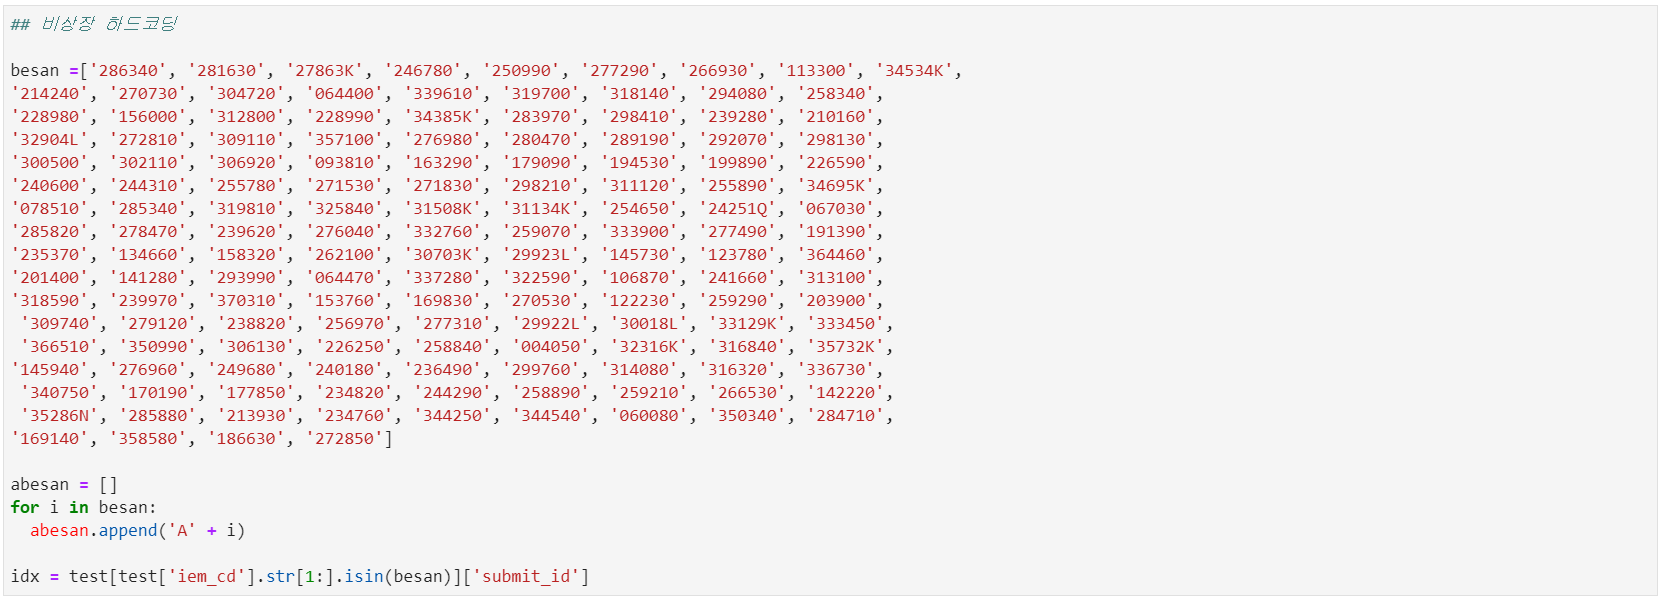 ## 비상장 하드코딩
besan =['286340', '281630', '27863K', '246780', '250990', '277290', '266930', '113300', '34534K',
'214240', '270730', '304720', '064400', '339610', '319700', '318140', '294080', '258340',
'228980', '156000', '312800', '228990', '34385K', '283970', '298410', '239280', '210160',
'32904L', '272810', '309110', '357100', '276980', '280470', '289190', '292070', '298130',
'300500', '302110', '306920', '093810', '163290', '179090', '194530', '199890', '226590',
'240600', '244310', '255780', '271530', '271830', '298210', '311120', '255890', '34695K',
'078510', '285340', '319810', '325840', '31508K', '31134K', '254650', '24251Q', '067030',
'285820', '278470', '239620', '276040', '332760', '259070', '333900', '277490', '191390',
'235370', '134660', '158320', '262100', '30703K', '29923L', '145730', '123780', '364460',
'201400', '141280', '293990', '064470', '337280', '322590', '106870', '241660', '313100',
'318590', '239970', '370310', '153760', '169830', '270530', '122230', '259290', '203900',
'309740', '279120', '238820', '256970', '277310', '29922L', '30018L', '33129K', '333450',
'366510', '350990', '306130', '226250', '258840', '004050', '32316K', '316840', '35732K',
'145940', '276960', '249680', '240180', '236490', '299760', '314080', '316320', '336730',
'340750', '170190', '177850', '234820', '244290', '258890', '259210', '266530', '142220',
'35286N', '285880', '213930', '234760', '344250', '344540', '060080', '350340', '284710',
'169140', '358580', '186630', '272850']
abesan = []
for i in besan:
abesan.append('A' + i)
idx = test[test['iem_cd'].str[1:].isin(besan)]['submit_id']